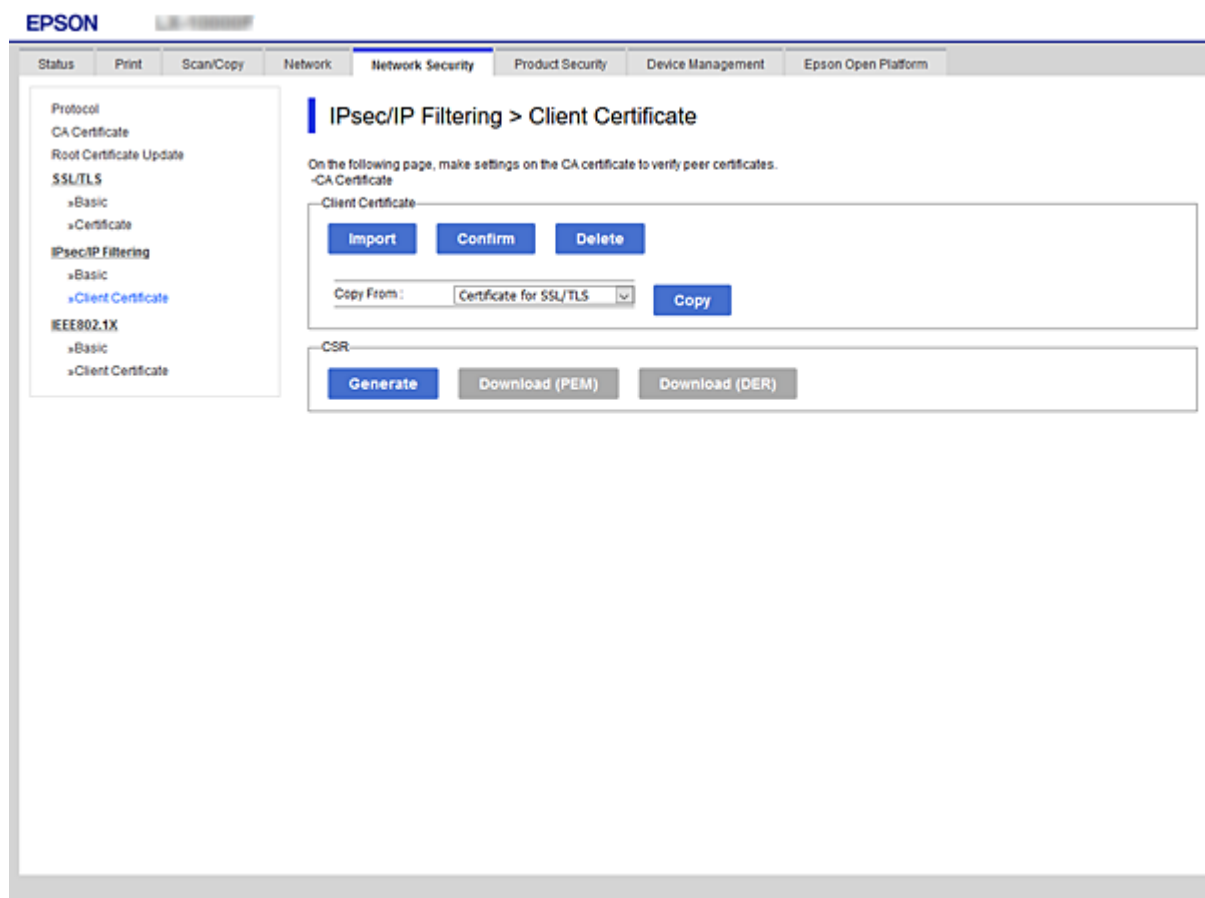 EPSON
Status Print Scan/Copy Network Network Security Product Security Device Management Epson Open Platform
Protocol
CA Certificate
Root Certificate Update
SSL/TLS
»Basic
»Certificate
IPsec/IP Filtering
»Basic
»Client Certificate
IEEE802.1X
»Basic
»Client Certificate
IPsec/IP Filtering > Client Certificate
On the following page, make settings on the CA certificate to verify peer certificates.
-CA Certificate
Client Certificate
Import Confirm Delete
Copy From : Certificate for SSL/TLS Copy
CSR
Generate Download (PEM) Download (DER)